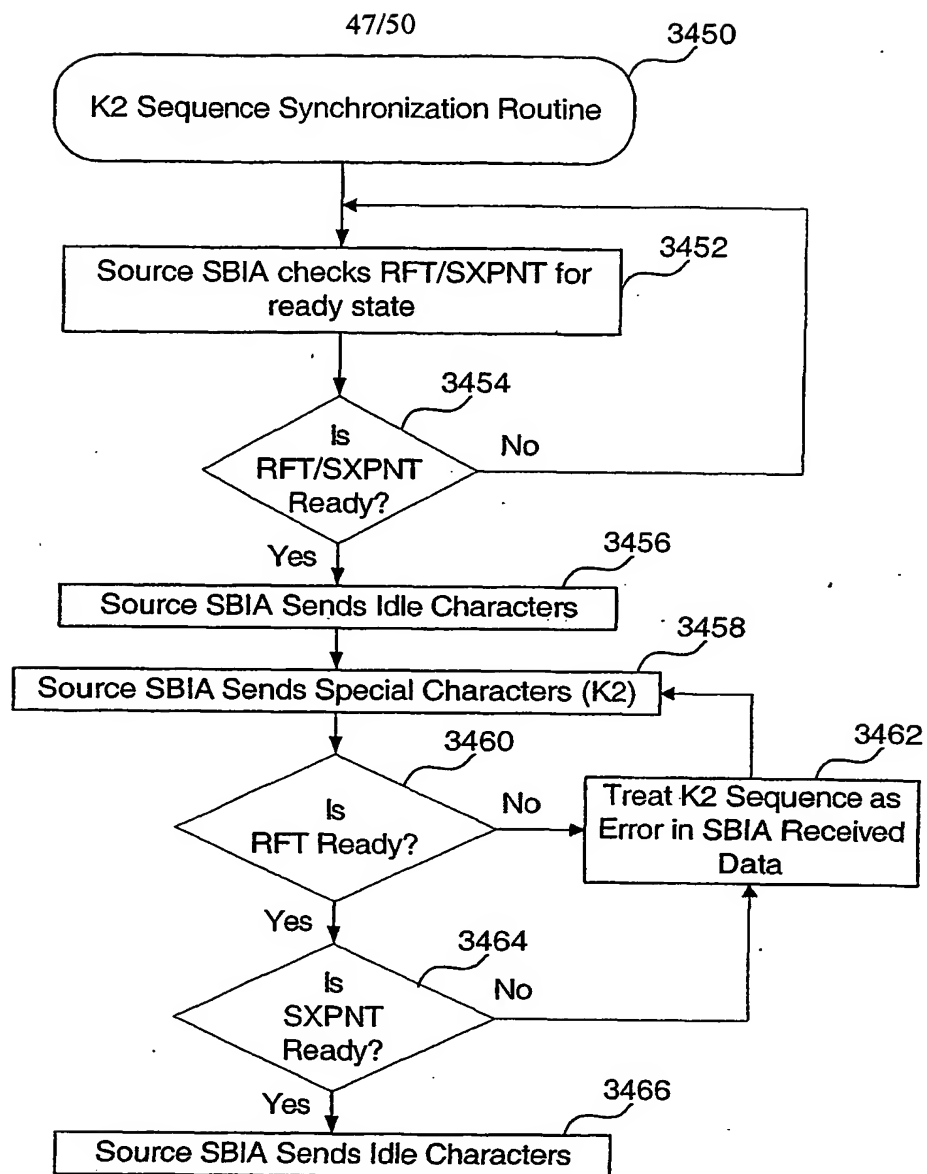 47/50
3450
K2 Sequence Synchronization Routine
3452
Source SBIA checks RFT/SXPNT for
ready state
3454
Is
RFT/SXPNT
Ready?
No
Yes
3456
Source SBIA Sends Idle Characters
3458
Source SBIA Sends Special Characters (K2)
3460
3462
Is
RFT Ready?
No
Treat K2 Sequence as
Error in SBIA Received
Data
Yes
3464
Is
SXPNT
Ready?
No
Yes
3466
Source SBIA Sends Idle Characters